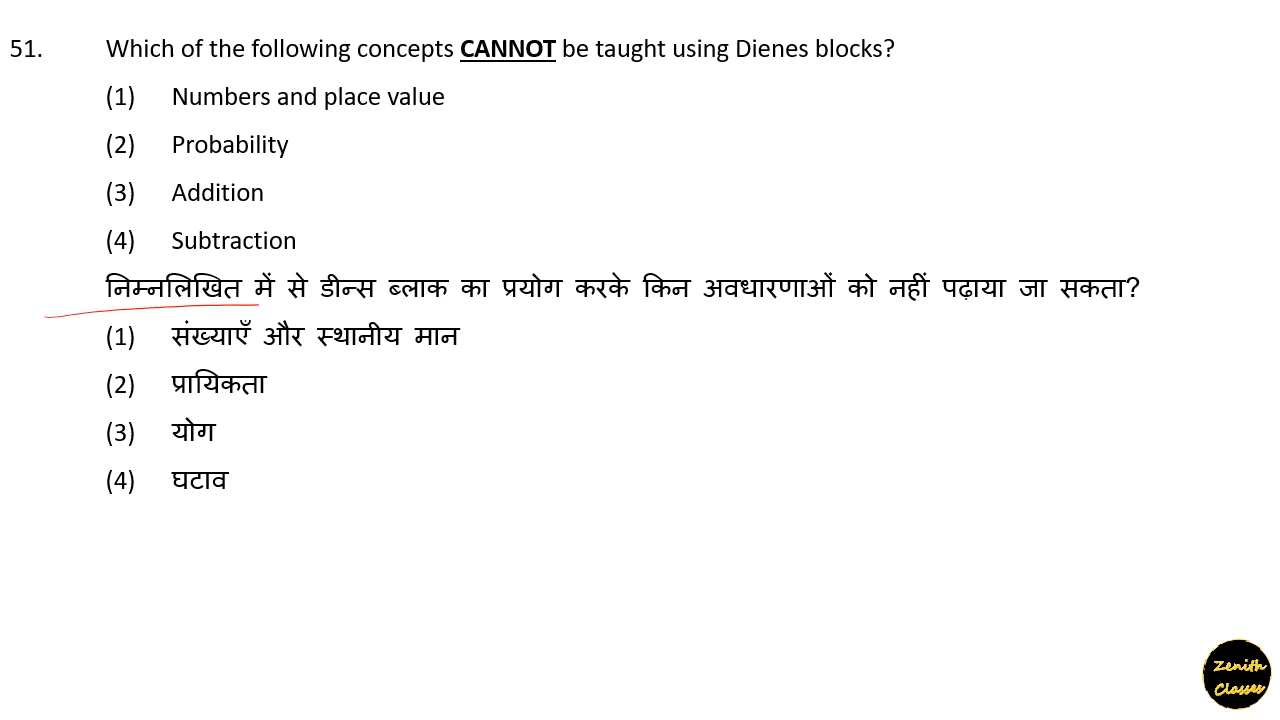 51. Which of the following concepts CANNOT be taught using Dienes blocks?
(1) Numbers and place value
(2) Probability
(3) Addition
(4) Subtraction
निम्नलिखित में से डीन्स ब्लाक का प्रयोग करके किन अवधारणाओं को नहीं पढ़ाया जा सकता?
(1) संख्याएँ और स्थानीय मान
(2) प्रायिकता
(3) योग
(4) घटाव
Zenith
Classes